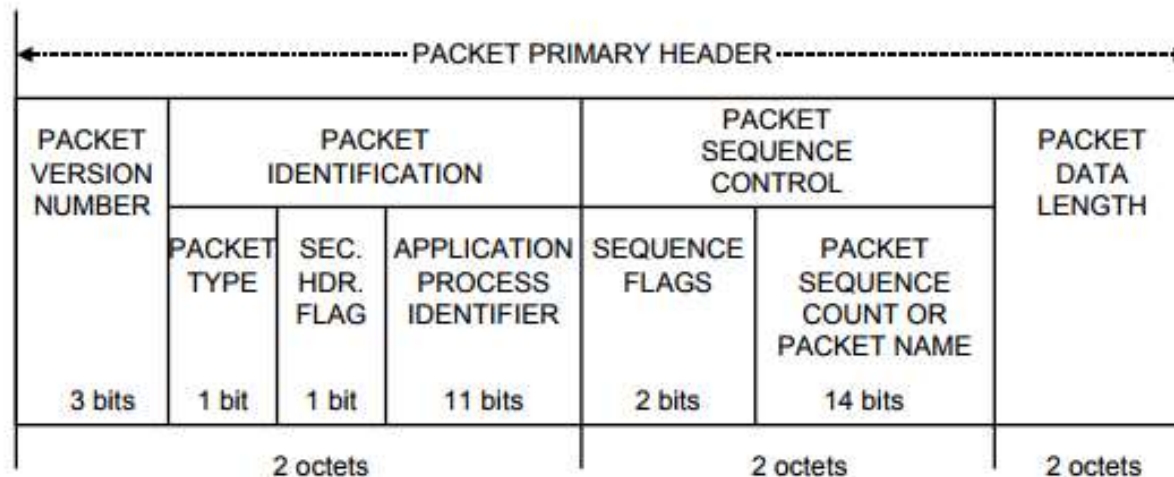 PACKET PRIMARY HEADER
PACKET
VERSION
NUMBER
3 bits
PACKET
IDENTIFICATION
PACKET
TYPE
1 bit
SEC.
HDR.
FLAG
1 bit
APPLICATION
PROCESS
IDENTIFIER
11 bits
PACKET
SEQUENCE
CONTROL
SEQUENCE
FLAGS
2 bits
PACKET
SEQUENCE
COUNT OR
PACKET NAME
14 bits
PACKET
DATA
LENGTH
2 octets
2 octets
2 octets